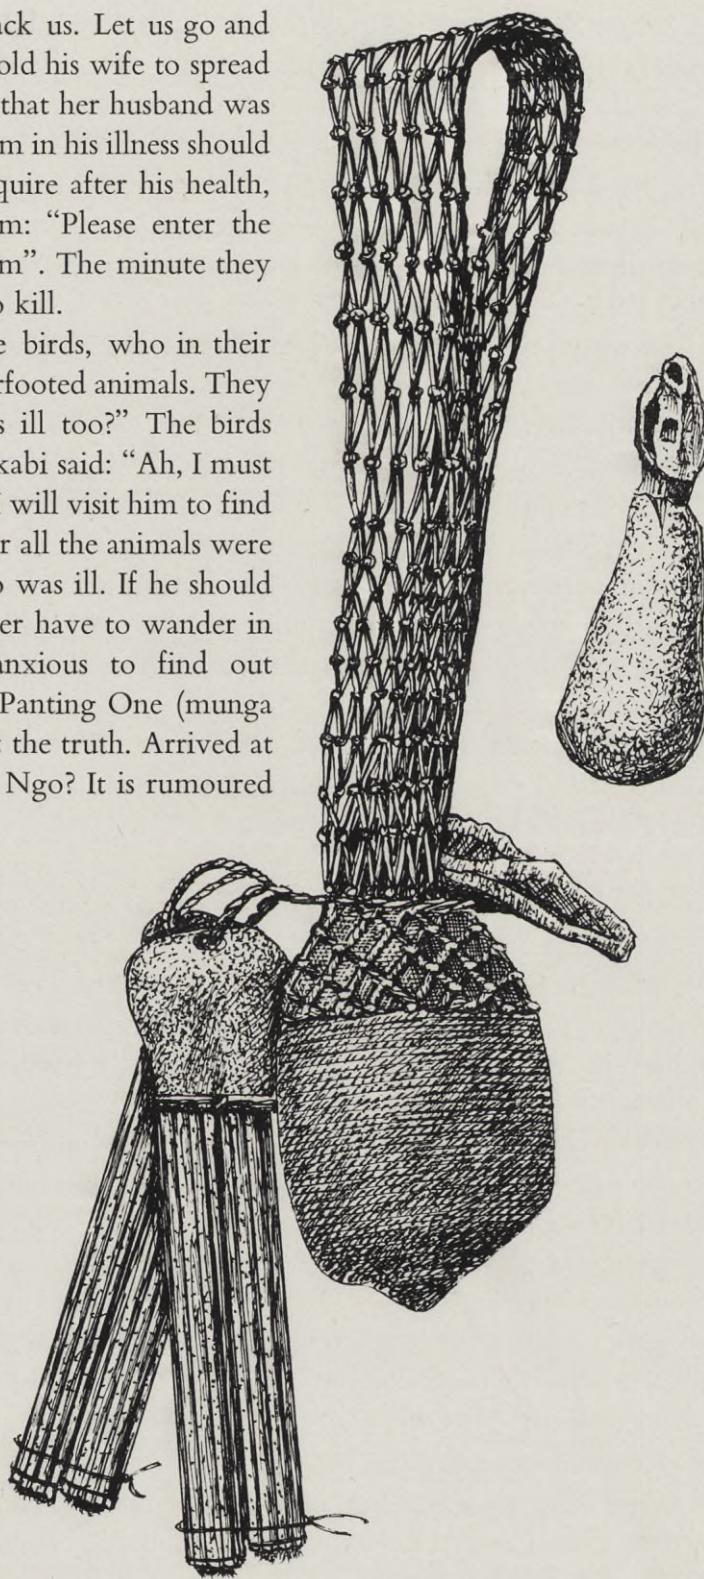 ack us. Let us go and
old his wife to spread
that her husband was
m in his illness should
quire after his health,
m: “Please enter the
m”. The minute they
o kill.
e birds, who in their
rfooted animals. They
s ill too?” The birds
kabi said: “Ah, I must
I will visit him to find
r all the animals were
o was ill. If he should
er have to wander in
anxious to find out
Panting One (munga
t the truth. Arrived at
Ngo? It is rumoured